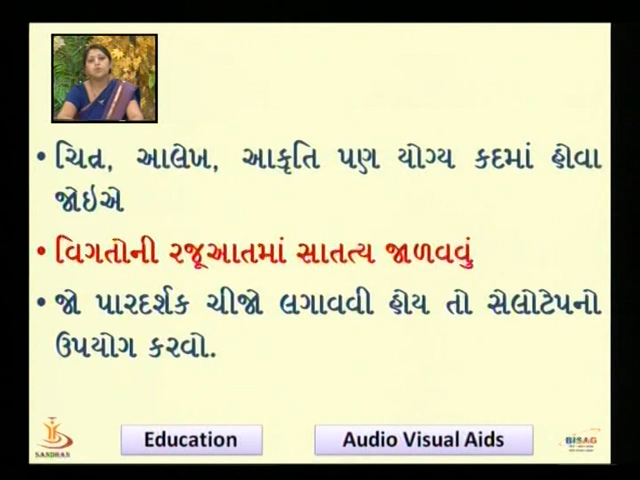 • ચિત્ર, આલેખ, આકૃતિ પણ યોગ્ય કદમાં હોવા
જોઇએ
• વિગતોની રજૂઆતમાં સાતત્ય જાળવવું
• જો પારદર્શક ચીજો લગાવવી હોય તો સેલોટેપનો
ઉપયોગ કરવો.
SANDHAN
Education
Audio Visual Aids
BISAG